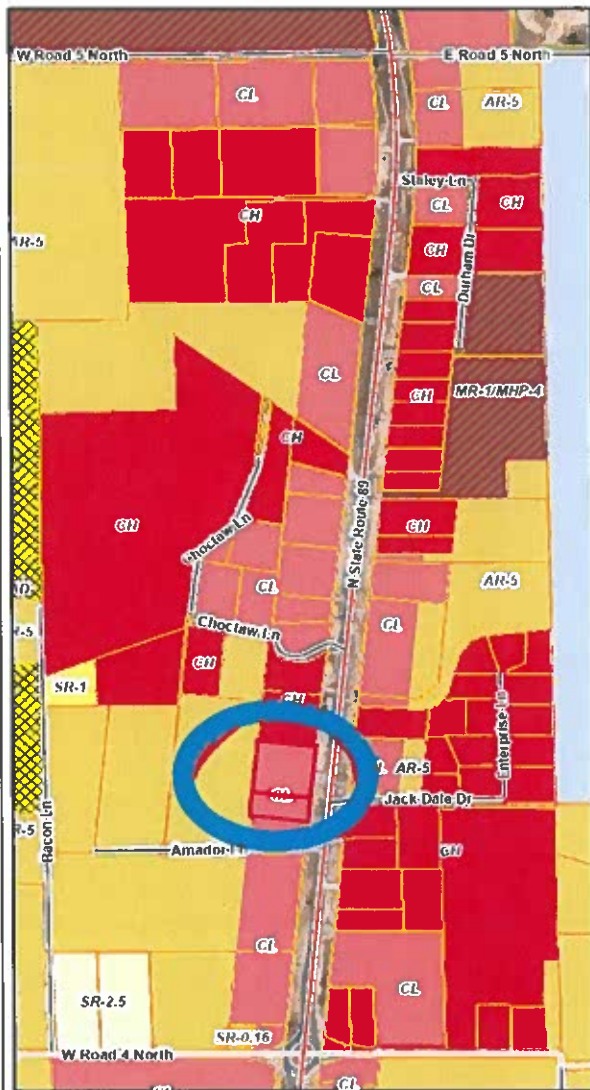 W Road 5 North
E Road 5 North
CL
CL
AR-5
Staley Ln
CL
CH
CH
AR-5
CH
Durham Dr
CL
CL
CH
MR-1/MHP-4
CH
N State Route 89
CH
CH
Choctaw Ln
AR-5
CL
CL
Choctaw Ln
CH
SR-1
CH
Enterprise Ln
AR-5
Jack Dale Dr
Bacon Ln
Amador
CH
CL
CL
SR-2.5
SR-0.16
W Road 4 North
CH
CL